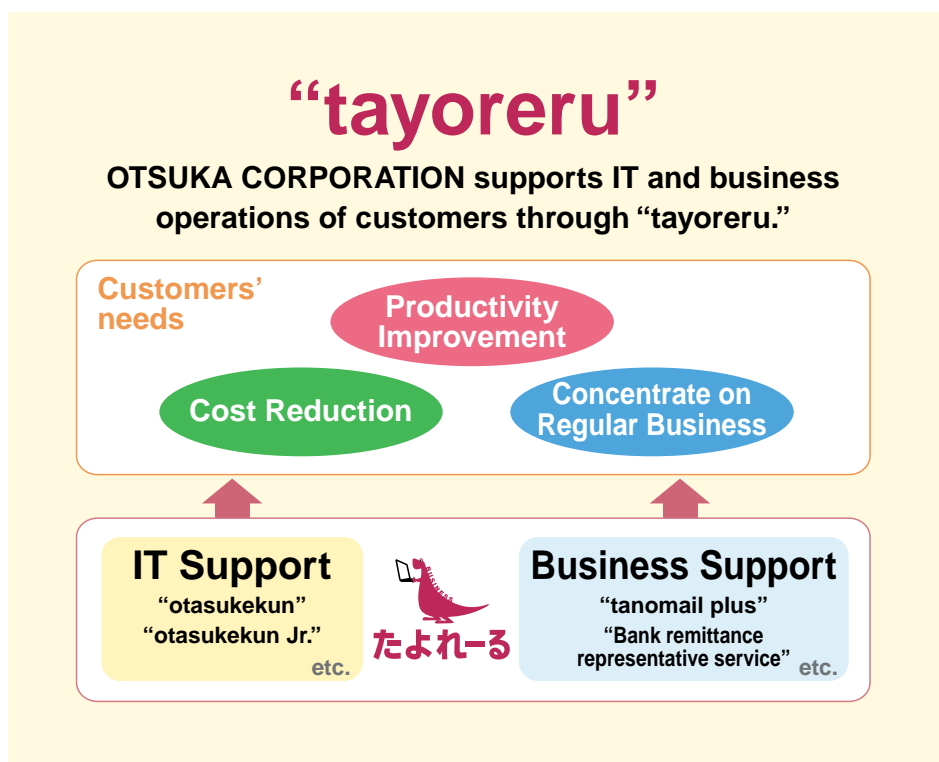 “tayoreru”
OTSUKA CORPORATION supports IT and business
operations of customers through “tayoreru.”
Customers’
needs
Productivity
Improvement
Cost Reduction
Concentrate on
Regular Business
IT Support
“otasukekun”
“otasukekun Jr.”
etc.
BUSINESS
たよれーる
Business Support
“tanomail plus”
“Bank remittance
representative service”
etc.